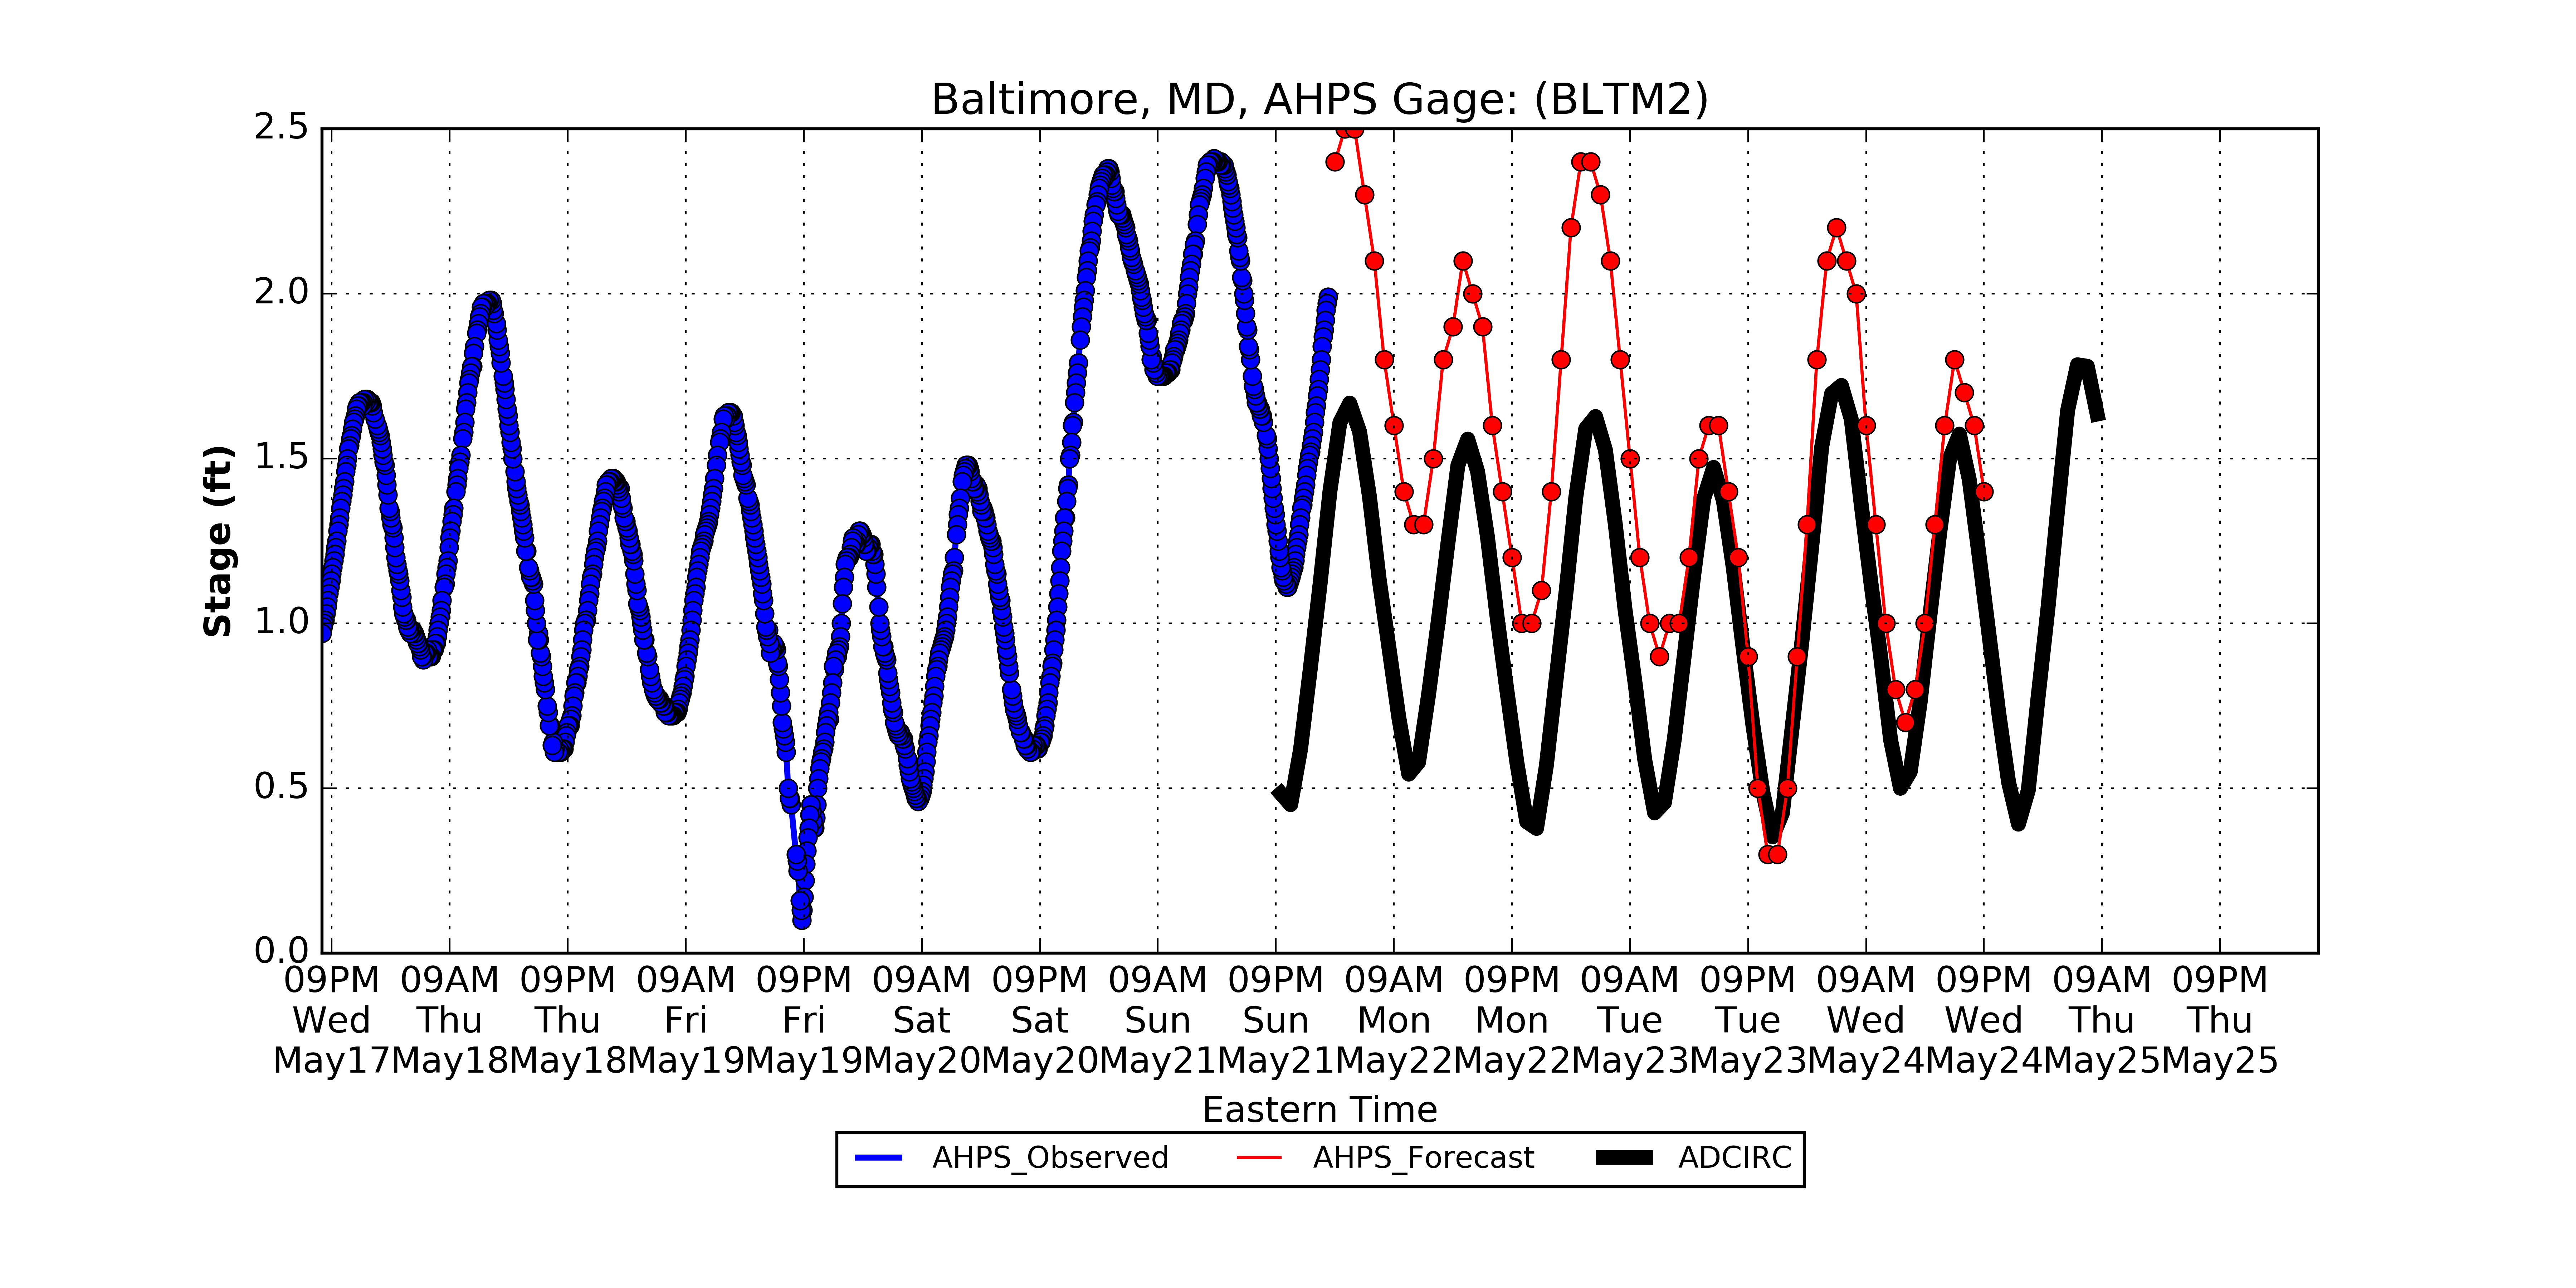 Baltimore, MD, AHPS Gage: (BLTM2)
2.5
2.0
1.5
1.0
0.5
0.0
Stage (ft)
09PM 09AM 09PM 09AM 09PM 09AM 09PM 09AM 09PM 09AM 09PM 09AM 09PM 09AM 09PM 09AM 09PM
Wed Thu Thu Fri Fri Sat Sat Sun Sun Mon Mon Tue Tue Wed Wed Thu Thu
May17 May18 May18 May19 May19 May20 May20 May21 May21 May22 May22 May23 May23 May24 May24 May25 May25
Eastern Time
AHPS_Observed AHPS_Forecast ADCIRC